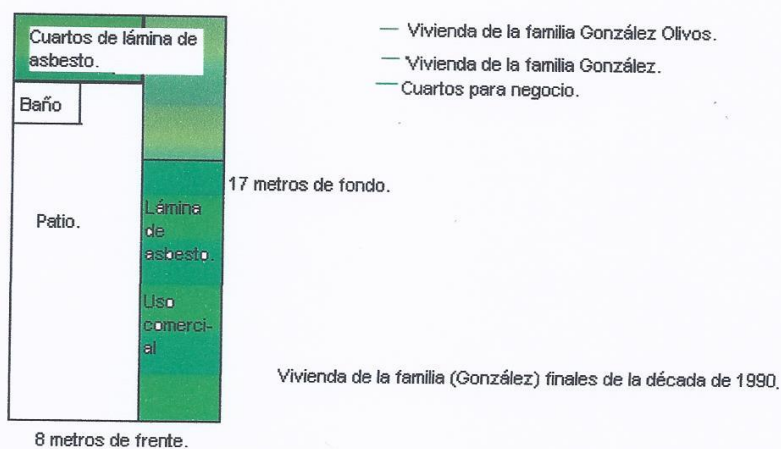 Cuartos de lámina de
asbesto.
Baño
Patio.
Lámina
de
asbesto.
Uso
comerci-
al
17 metros de fondo.
8 metros de frente.
Vivienda de la familia González Olivos.
Vivienda de la familia González.
Cuartos para negocio.
Vivienda de la familia (González) finales de la década de 1990.